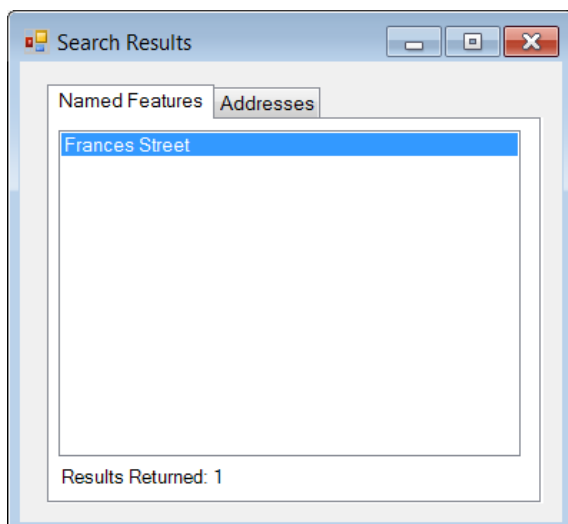 Search Results
Named Features Addresses
Frances Street
Results Returned: 1